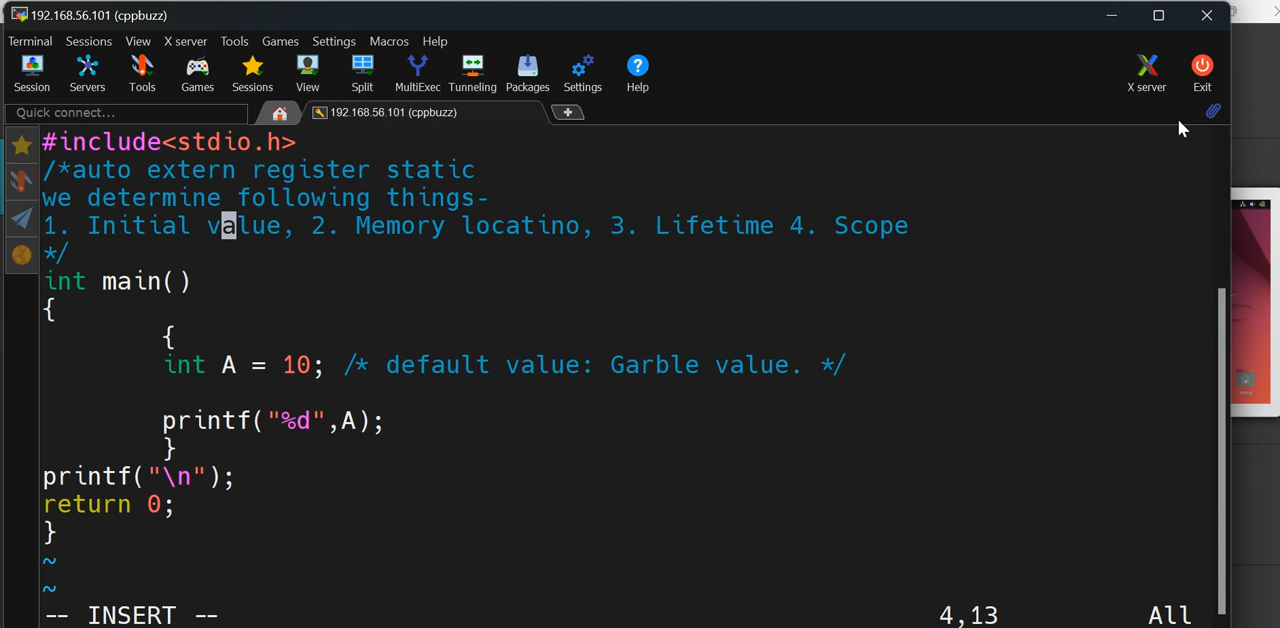 192.168.56.101 (cppbuzz)
Terminal Sessions View X server Tools Games Settings Macros Help
Session Servers Tools Games Sessions View Split MultiExec Tunneling Packages Settings Help X server Exit
Quick connect... 192.168.56.101 (cppbuzz)
#include<stdio.h>
/*auto extern register static
we determine following things-
1. Initial value, 2. Memory locatino, 3. Lifetime 4. Scope
*/
int main()
{
{
int A = 10; /* default value: Garble value. */
printf("%d",A);
}
printf("\n");
return 0;
}
~
~
-- INSERT -- 4,13 All